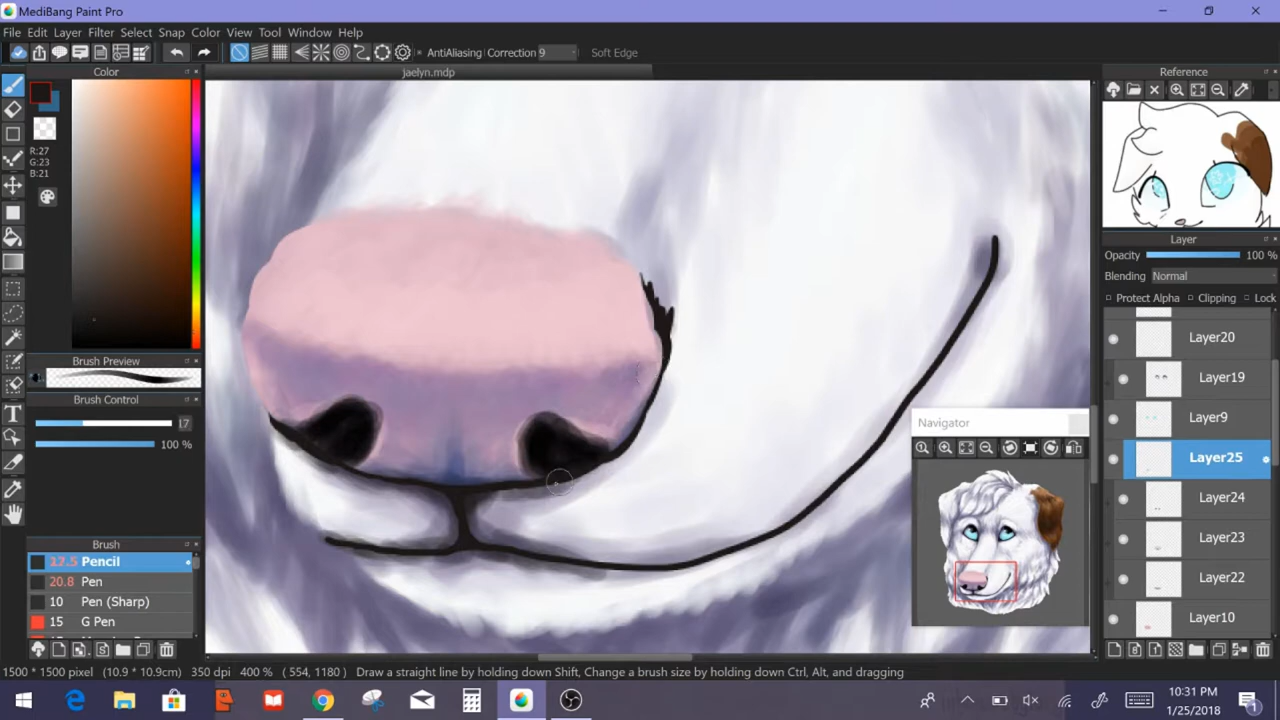 MediBang Paint Pro
File Edit Layer Filter Select Snap Color View Tool Window Help
AntiAliasing Correction 9 Soft Edge
Color jaelyn.mdp Reference
R:27
G:23
B:21
Layer
Opacity 100 %
Blending Normal
Protect Alpha Clipping Lock
Layer20
Brush Preview
Layer19
Brush Control
17
100 %
Layer9
Navigator
Layer25
Layer24
Layer23
Brush
17.5 Pencil
20.8 Pen
Layer22
10 Pen (Sharp)
15 G Pen
Layer10
1500 * 1500 pixel (10.9 * 10.9cm) 350 dpi 400 % ( 554, 1180 ) Draw a straight line by holding down Shift, Change a brush size by holding down Ctrl, Alt, and dragging
10:31 PM
1/25/2018